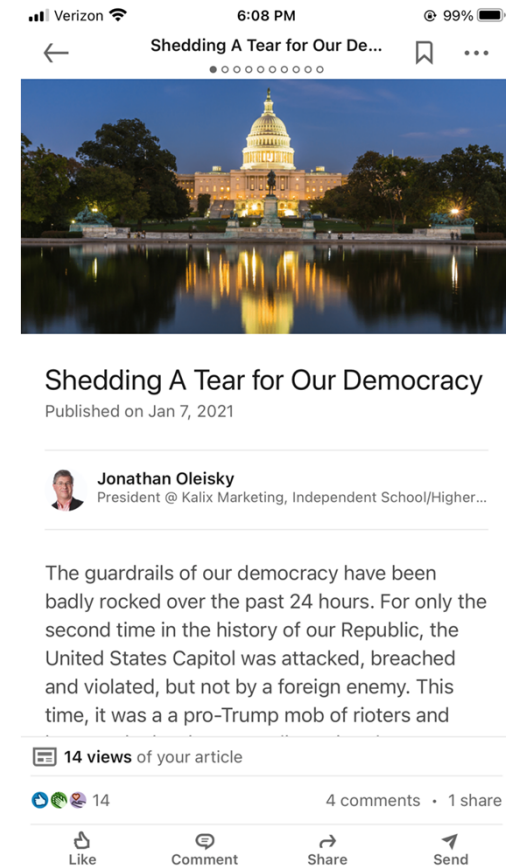 Verizon 6:08 PM 99%
Shedding A Tear for Our De...
Shedding A Tear for Our Democracy
Published on Jan 7, 2021
Jonathan Oleisky
President @ Kalix Marketing, Independent School/Higher...
The guardrails of our democracy have been
badly rocked over the past 24 hours. For only the
second time in the history of our Republic, the
United States Capitol was attacked, breached
and violated, but not by a foreign enemy. This
time, it was a a pro-Trump mob of rioters and
14 views of your article
14 4 comments • 1 share
Like Comment Share Send